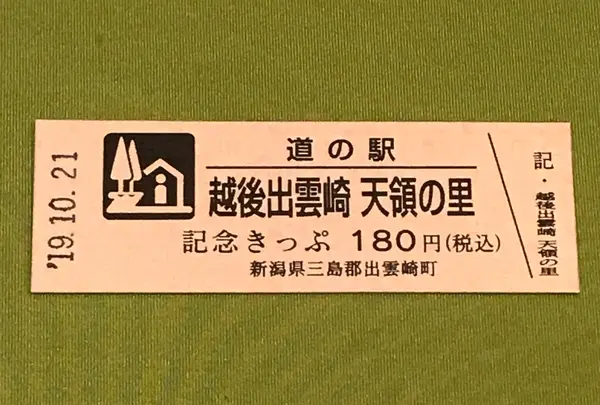 '19.10.21
道の駅
越後出雲崎 天領の里
記念きっぷ 180円(税込)
新潟県三島郡出雲崎町
記・越後出雲崎 天領の里